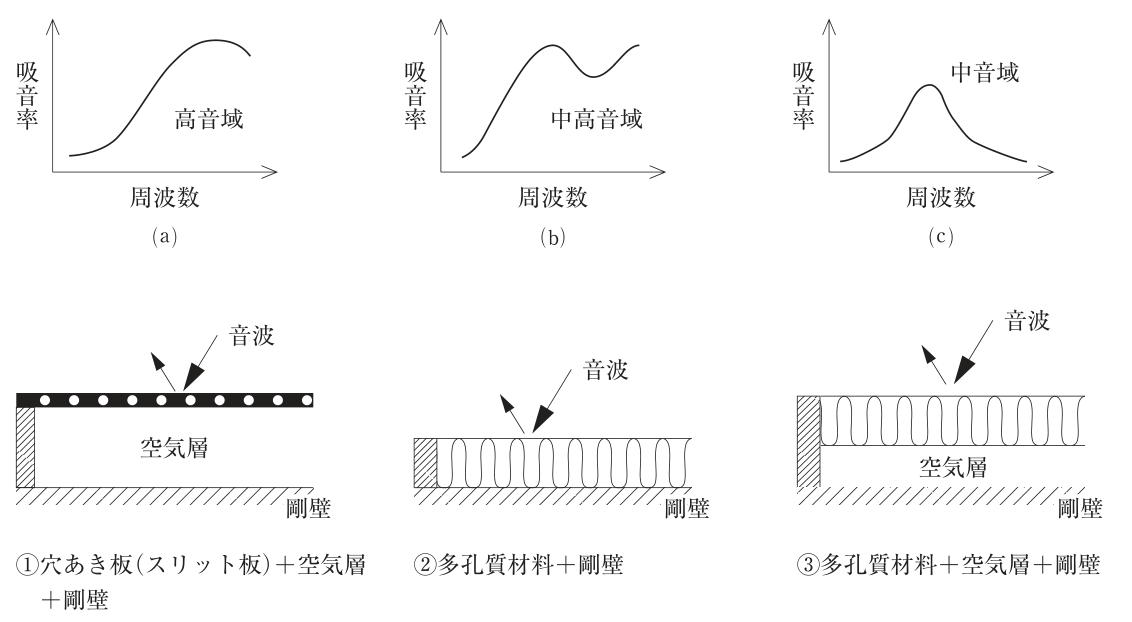 吸音率
高音域
周波数
(a)
吸音率
中高音域
周波数
(b)
吸音率
中音域
周波数
(c)
音波
空気層
剛壁
①穴あき板(スリット板)＋空気層
＋剛壁
音波
剛壁
②多孔質材料＋剛壁
音波
空気層
剛壁
③多孔質材料＋空気層＋剛壁